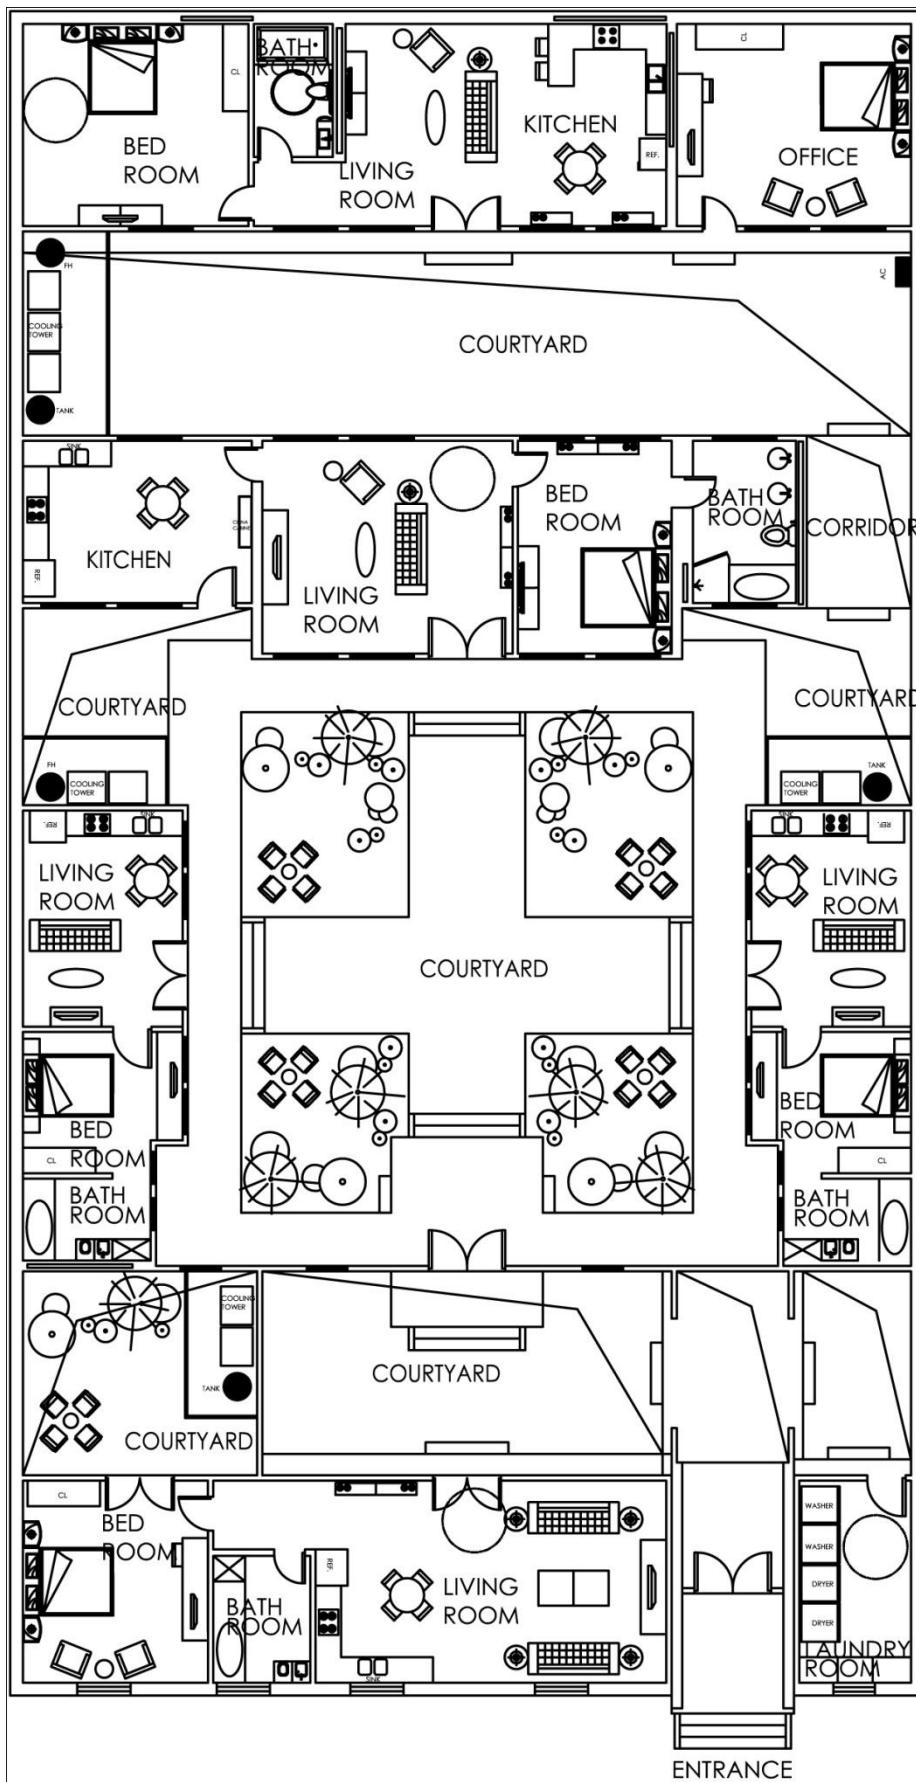 BATH
ROOM
CL
CL
BED
ROOM
KITCHEN
LIVING
ROOM
REF.
OFFICE
FH
AC
COOLING
TOWER
COURTYARD
TANK
SINK
KITCHEN
REF.
LIVING
ROOM
BED
ROOM
BATH
ROOM
CORRIDOR
COURTYARD
COURTYARD
FH
COOLING
TOWER
COOLING
TOWER
TANK
REF.
SINK
SINK
REF.
LIVING
ROOM
LIVING
ROOM
COURTYARD
BED
ROOM
BED
ROOM
CL
CL
BATH
ROOM
BATH
ROOM
COOLING
TOWER
TANK
COURTYARD
COURTYARD
CL
BED
ROOM
REF.
BATH
ROOM
LIVING
ROOM
SINK
WASHER
WASHER
DRYER
DRYER
LAUNDRY
ROOM
ENTRANCE